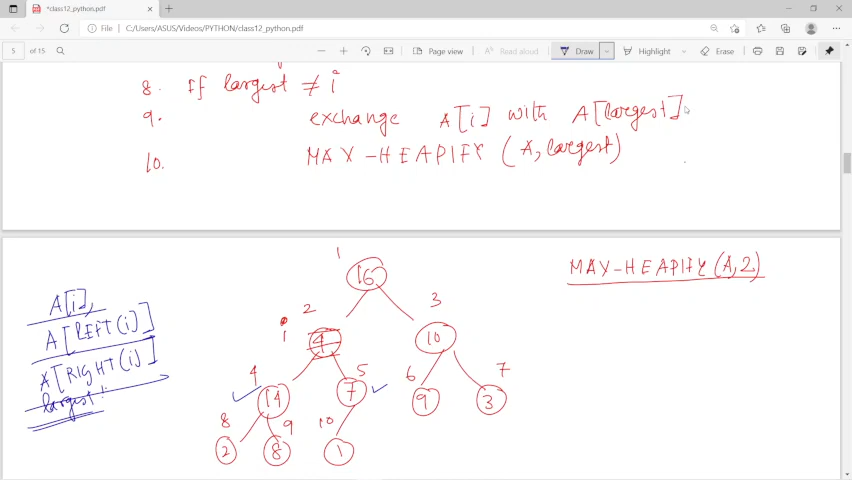 *class12_python.pdf
File
C:/Users/ASUS/Videos/PYTHON/class12_python.pdf
5 of 15
Page view
Read aloud
Draw
Highlight
Erase
8. If largest ≠ i
9. exchange A[i] with A[largest]
10. MAX-HEAPIFY (A, largest)
MAX-HEAPIFY (A, 2)
A[i],
A[LEFT(i)]
A[RIGHT(i)]
largest!
1
16
2 3
i 4 10
4 5 6 7
14 7 9 3
8 9 10
2 8 1